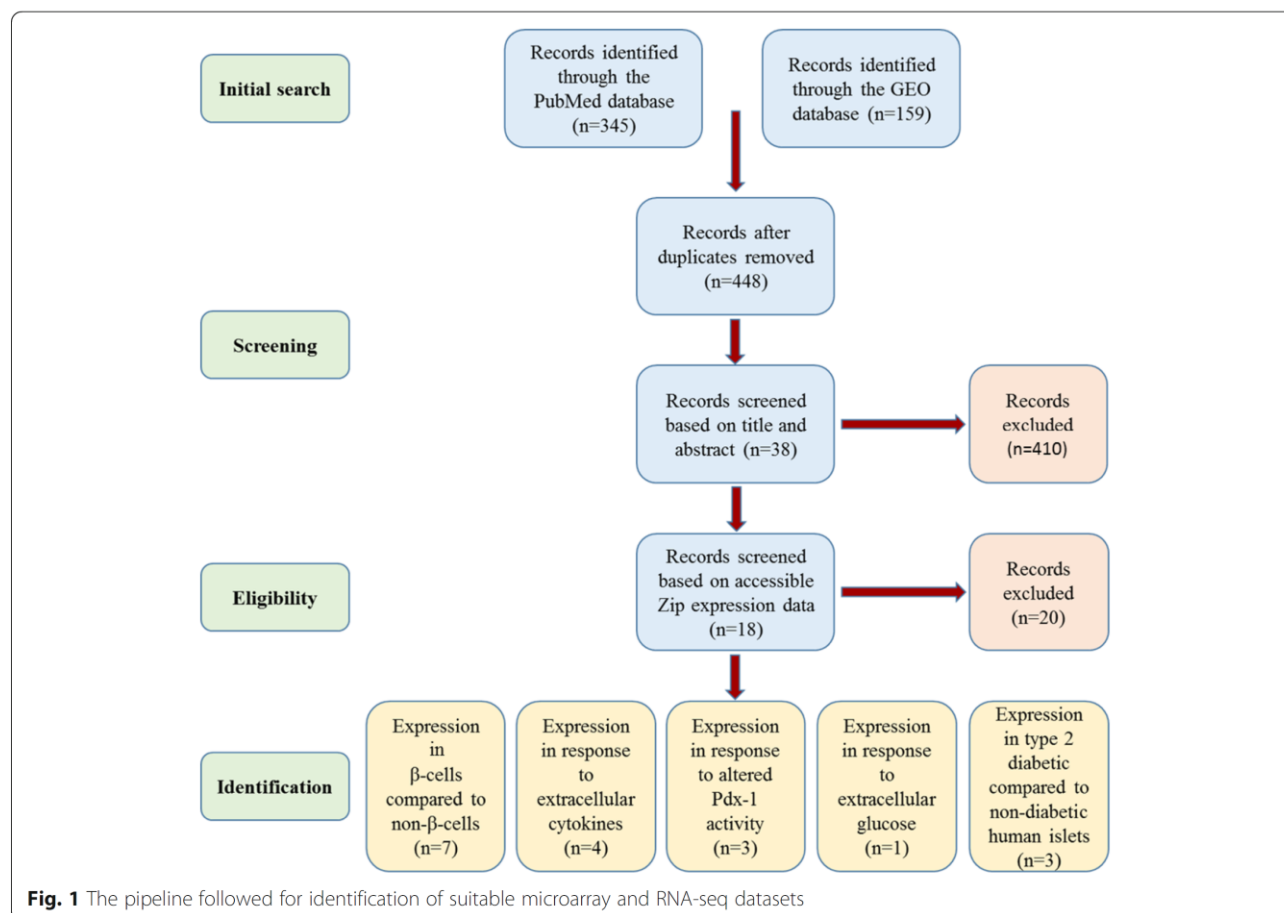 Initial search
Records identified
through the
PubMed database
(n=345)
Records identified
through the GEO
database (n=159)
Records after
duplicates removed
(n=448)
Screening
Records screened
based on title and
abstract (n=38)
Records
excluded
(n=410)
Eligibility
Records screened
based on accessible
Zip expression data
(n=18)
Records
excluded
(n=20)
Identification
Expression
in
β-cells
compared to
non-β-cells
(n=7)
Expression
in response
to
extracellular
cytokines
(n=4)
Expression
in response
to altered
Pdx-1
activity
(n=3)
Expression
in response
to
extracellular
glucose
(n=1)
Expression
in type 2
diabetic
compared to
non-diabetic
human islets
(n=3)
Fig. 1 The pipeline followed for identification of suitable microarray and RNA-seq datasets